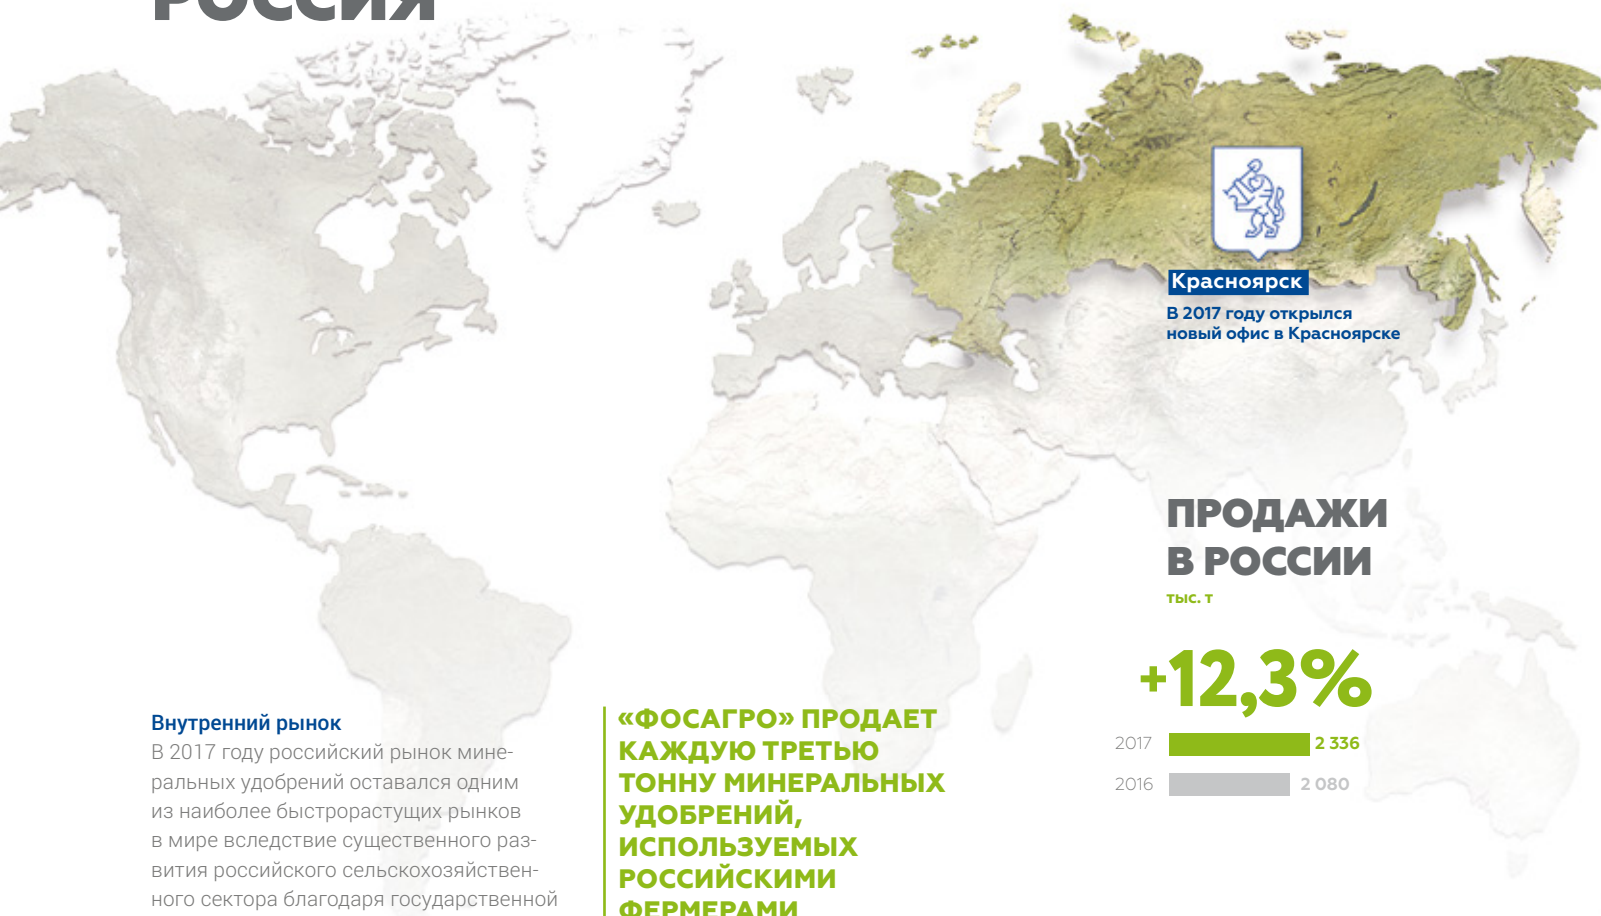 РОССИЯ
Красноярск
В 2017 году открылся
новый офис в Красноярске
ПРОДАЖИ
В РОССИИ
тыс. т
+12,3%
2017 2 336
2016 2 080
Внутренний рынок
В 2017 году российский рынок мине-
ральных удобрений оставался одним
из наиболее быстрорастущих рынков
в мире вследствие существенного раз-
вития российского сельскохозяйствен-
ного сектора благодаря государственной
«ФОСАГРО» ПРОДАЕТ
КАЖДУЮ ТРЕТЬЮ
ТОННУ МИНЕРАЛЬНЫХ
УДОБРЕНИЙ,
ИСПОЛЬЗУЕМЫХ
РОССИЙСКИМИ
ФЕРМЕРАМИ